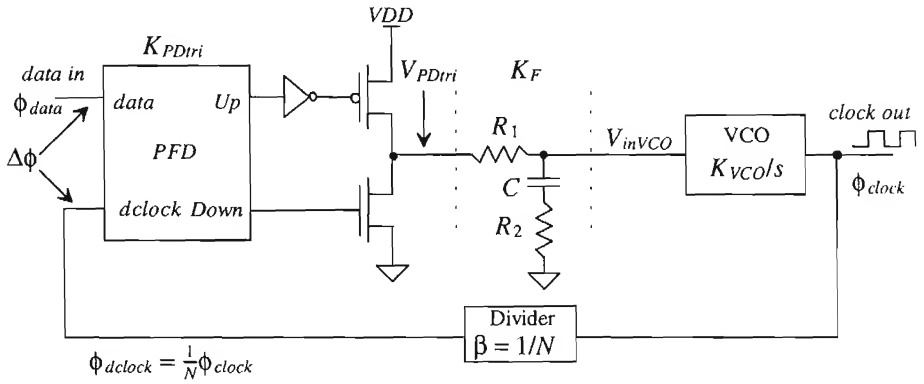 VDD
K_PDtri
V_PDtri
K_F
data in
ϕ_data
data
Up
Δϕ
PFD
dclock Down
R_1
C
R_2
V_inVCO
VCO
K_VCO/s
clock out
ϕ_clock
Divider
β = 1/N
ϕ_dclock = 1/N ϕ_clock